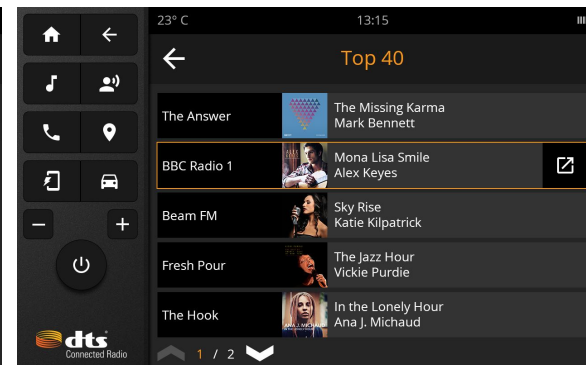 23° C
13:15
Top 40
The Answer
The Missing Karma
Mark Bennett
BBC Radio 1
Mona Lisa Smile
Alex Keyes
Beam FM
Sky Rise
Katie Kilpatrick
Fresh Pour
The Jazz Hour
Vickie Purdie
The Hook
ANA J. MICHAUD
In the Lonely Hour
Ana J. Michaud
− +
dts
Connected Radio
1 / 2